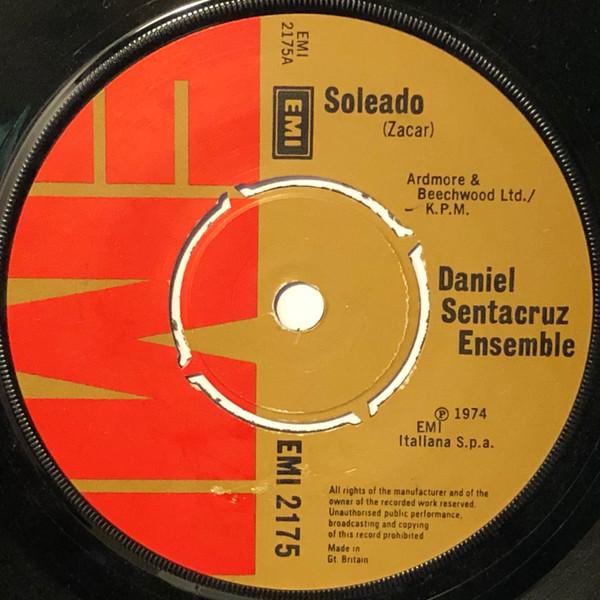 EMI
2175A
EMI
Soleado
(Zacar)
Ardmore &
Beechwood Ltd./
K.P.M.
Daniel
Sentacruz
Ensemble
℗ 1974
EMI
Italiana S.p.a.
EMI 2175
All rights of the manufacturer and of the
owner of the recorded work reserved.
Unauthorised public performance,
broadcasting and copying
of this record prohibited
Made in
Gt. Britain
EMI